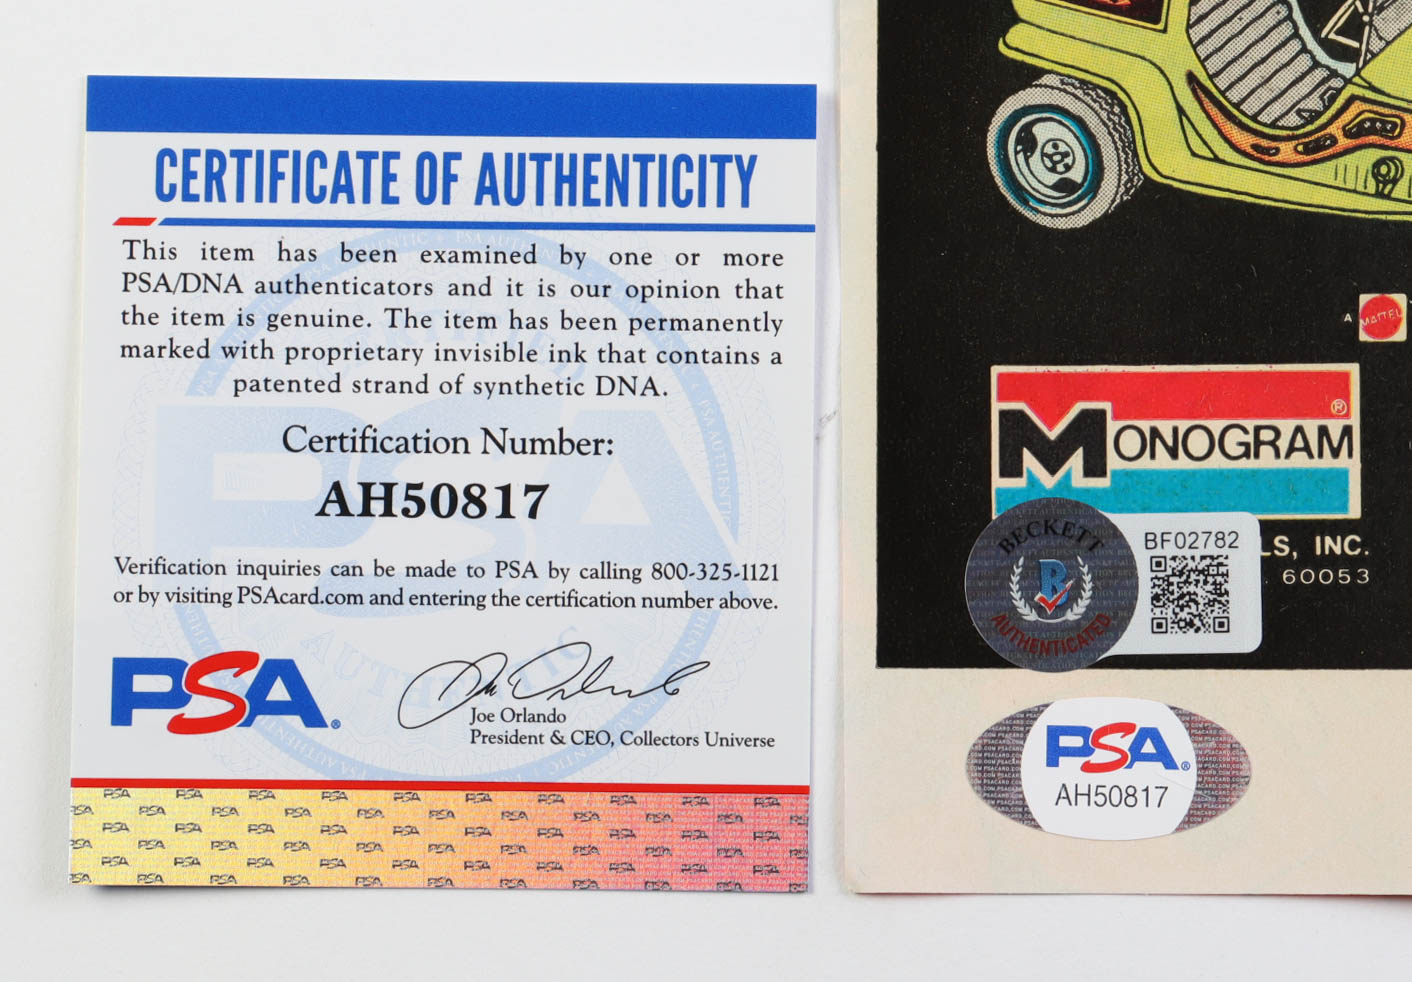 CERTIFICATE OF AUTHENTICITY
This item has been examined by one or more
PSA/DNA authenticators and it is our opinion that
the item is genuine. The item has been permanently
marked with proprietary invisible ink that contains a
patented strand of synthetic DNA.
Certification Number:
AH50817
Verification inquiries can be made to PSA by calling 800-325-1121
or by visiting PSAcard.com and entering the certification number above.
PSA®
Joe Orlando
President & CEO, Collectors Universe
A MATTEL
MONOGRAM®
LS, INC.
60053
BECKETT
B
AUTHENTICATED
BF02782
PSA®
AH50817